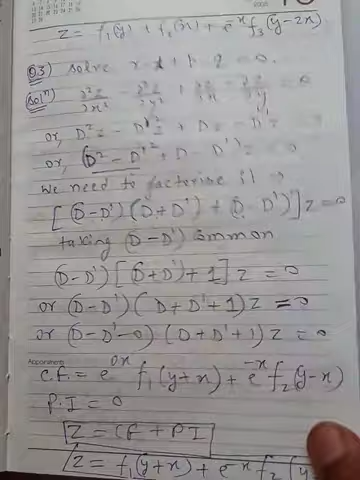 z = f₁(y) + f₂(x) + e^-x f₃(y-2x)
Q3) Solve r-t + p - q = 0.
Solⁿ) ∂²z/∂x² - ∂²z/∂y² + ∂z/∂x - ∂z/∂y = 0
or, D²z - D'²z + Dz - D'z = 0
or, (D² - D'² + D - D')z = 0
we need to factorise it →
[(D-D')(D+D') + (D-D')]z=0
taking (D-D') common
(D-D')[(D+D')+1]z=0
or (D-D')(D+D'+1)z=0
or (D-D'-0)(D+D'+1)z=0
Appointments
C.F.= e^0x f₁(y+x) + e^-x f₂(y-x)
P.I = 0
Z = CF + PI
Z = f₁(y+x) + e^-x f₂(y